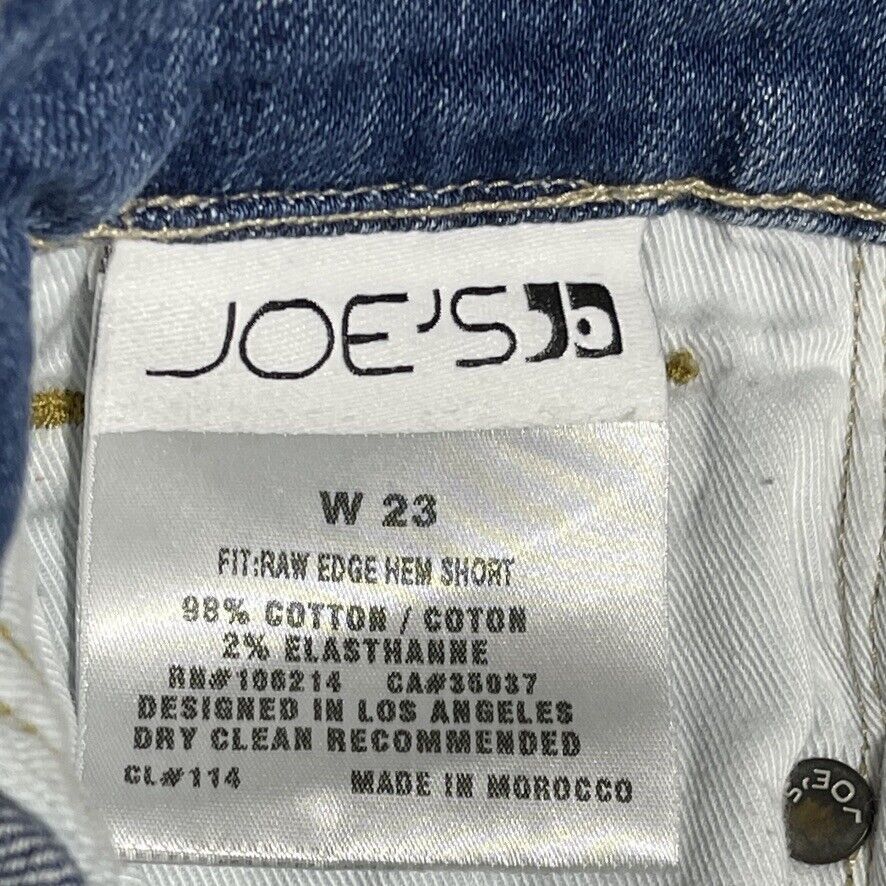 JOE'S
W 23
FIT:RAW EDGE HEM SHORT
98% COTTON / COTON
2% ELASTHANNE
RN#106214 CA#35037
DESIGNED IN LOS ANGELES
DRY CLEAN RECOMMENDED
CL#114 MADE IN MOROCCO
JOE'S